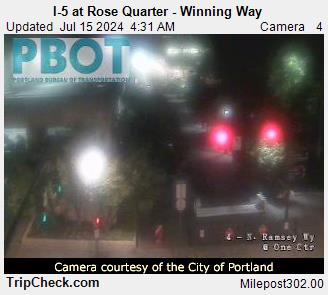 I-5 at Rose Quarter - Winning Way
Updated Jul 15 2024 4:31 AM Camera 4
PBOT
PORTLAND BUREAU OF TRANSPORTATION
4 - N. Ramsey Wy
@ One Ctr
Camera courtesy of the City of Portland
TripCheck.com Milepost302.00